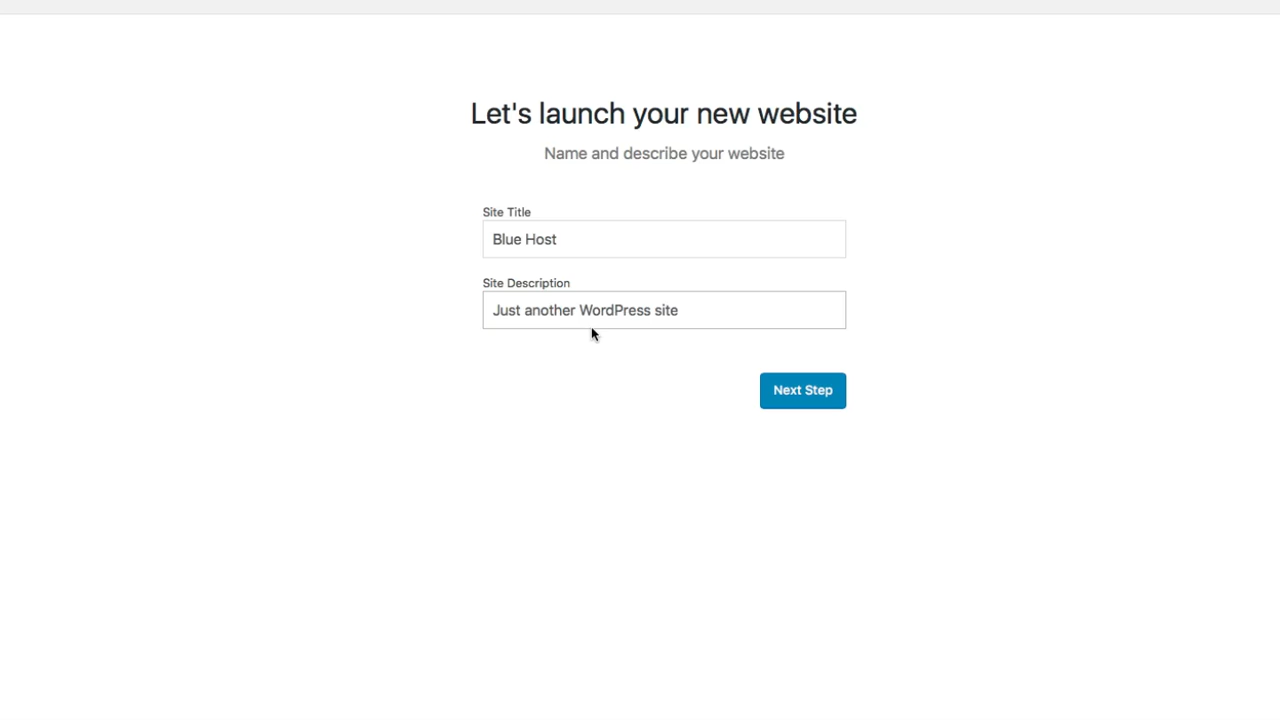 Let's launch your new website
Name and describe your website
Site Title
Blue Host
Site Description
Just another WordPress site
Next Step